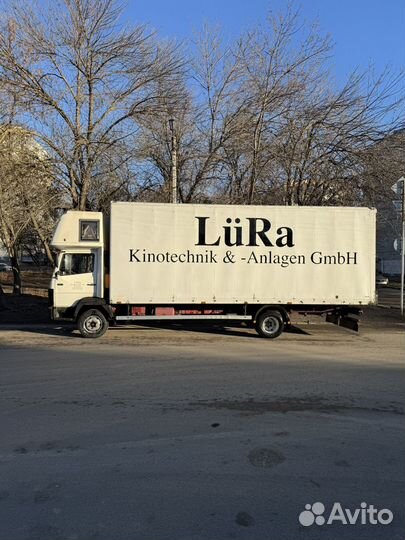 LüRa
Kinotechnik & -Anlagen GmbH
Avito